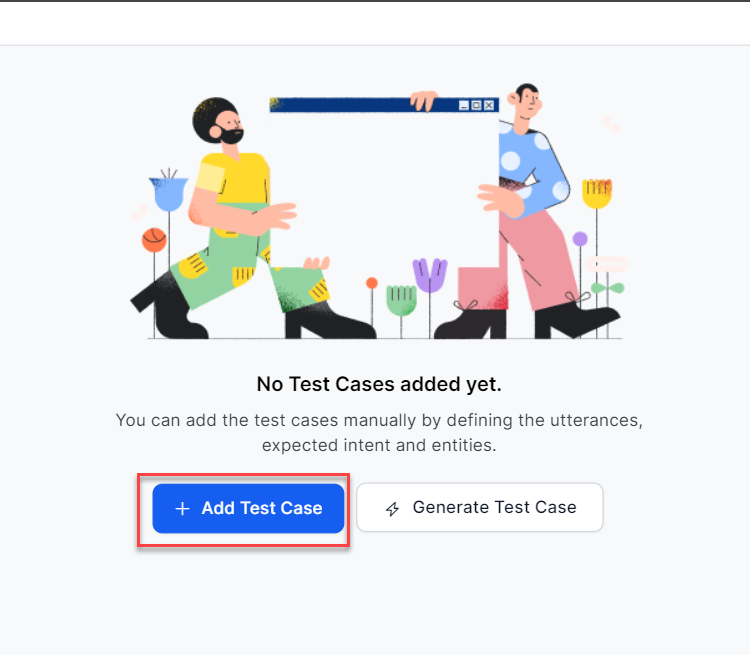 No Test Cases added yet.
You can add the test cases manually by defining the utterances,
expected intent and entities.
+ Add Test Case
Generate Test Case